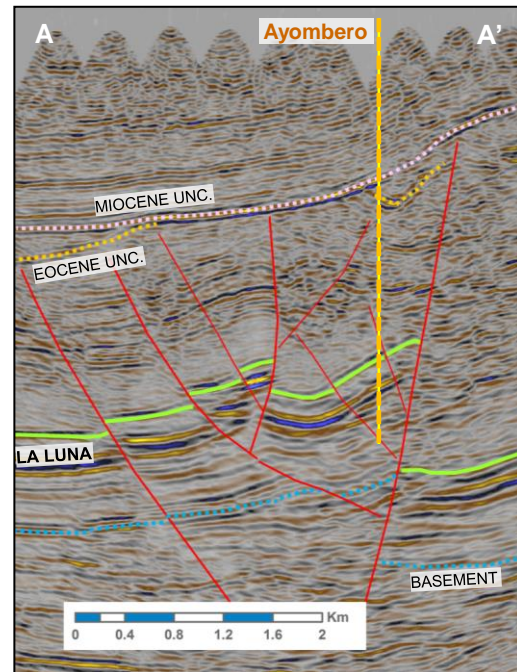 A
Ayombero
A'
MIOCENE UNC.
EOCENE UNC.
LA LUNA
BASEMENT
Km
0 0.4 0.8 1.2 1.6 2